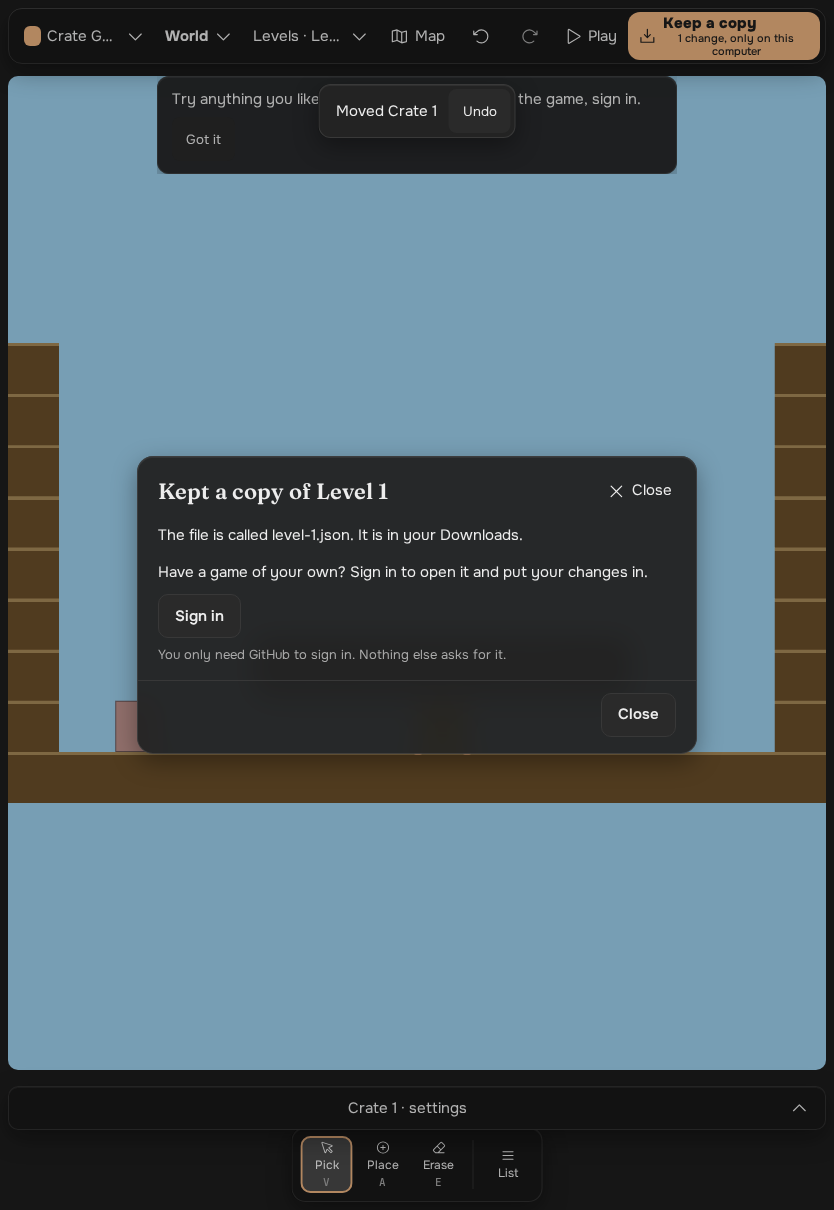 Crate G...
World
Levels · Le...
Map
Play
Keep a copy
1 change, only on this
computer
Try anything you like
the game, sign in.
Moved Crate 1
Undo
Got it
Kept a copy of Level 1
Close
The file is called level-1.json. It is in your Downloads.
Have a game of your own? Sign in to open it and put your changes in.
Sign in
You only need GitHub to sign in. Nothing else asks for it.
Close
Crate 1 · settings
Pick
V
Place
A
Erase
E
List